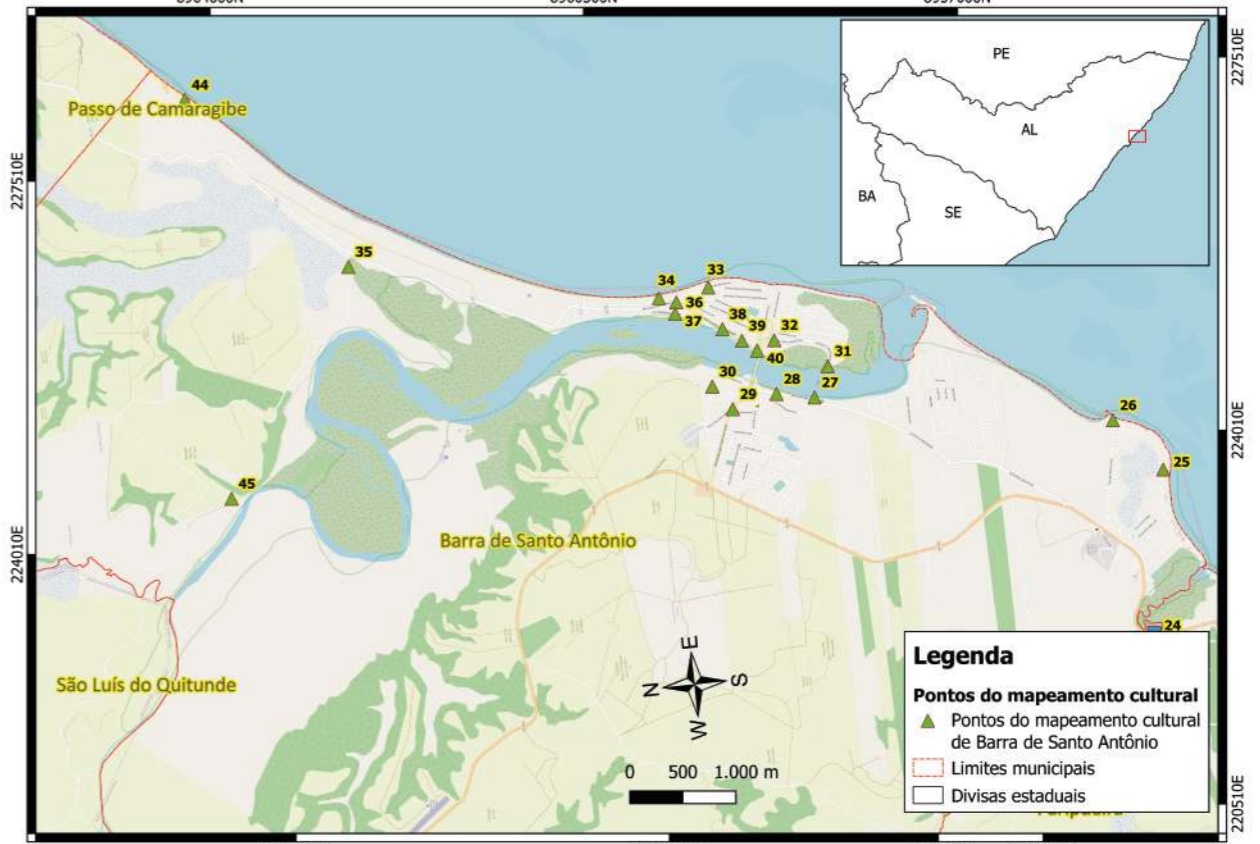 227510E
227510E
224010E
224010E
220510E
PE
AL
BA
SE
44
Passo de Camaragibe
35
34
33
36
37
38
39
32
40
31
30
29
28
27
26
25
45
Barra de Santo Antônio
24
São Luís do Quitunde
N
E
S
W
0 500 1.000 m
Legenda
Pontos do mapeamento cultural
Pontos do mapeamento cultural
de Barra de Santo Antônio
Limites municipais
Divisas estaduais